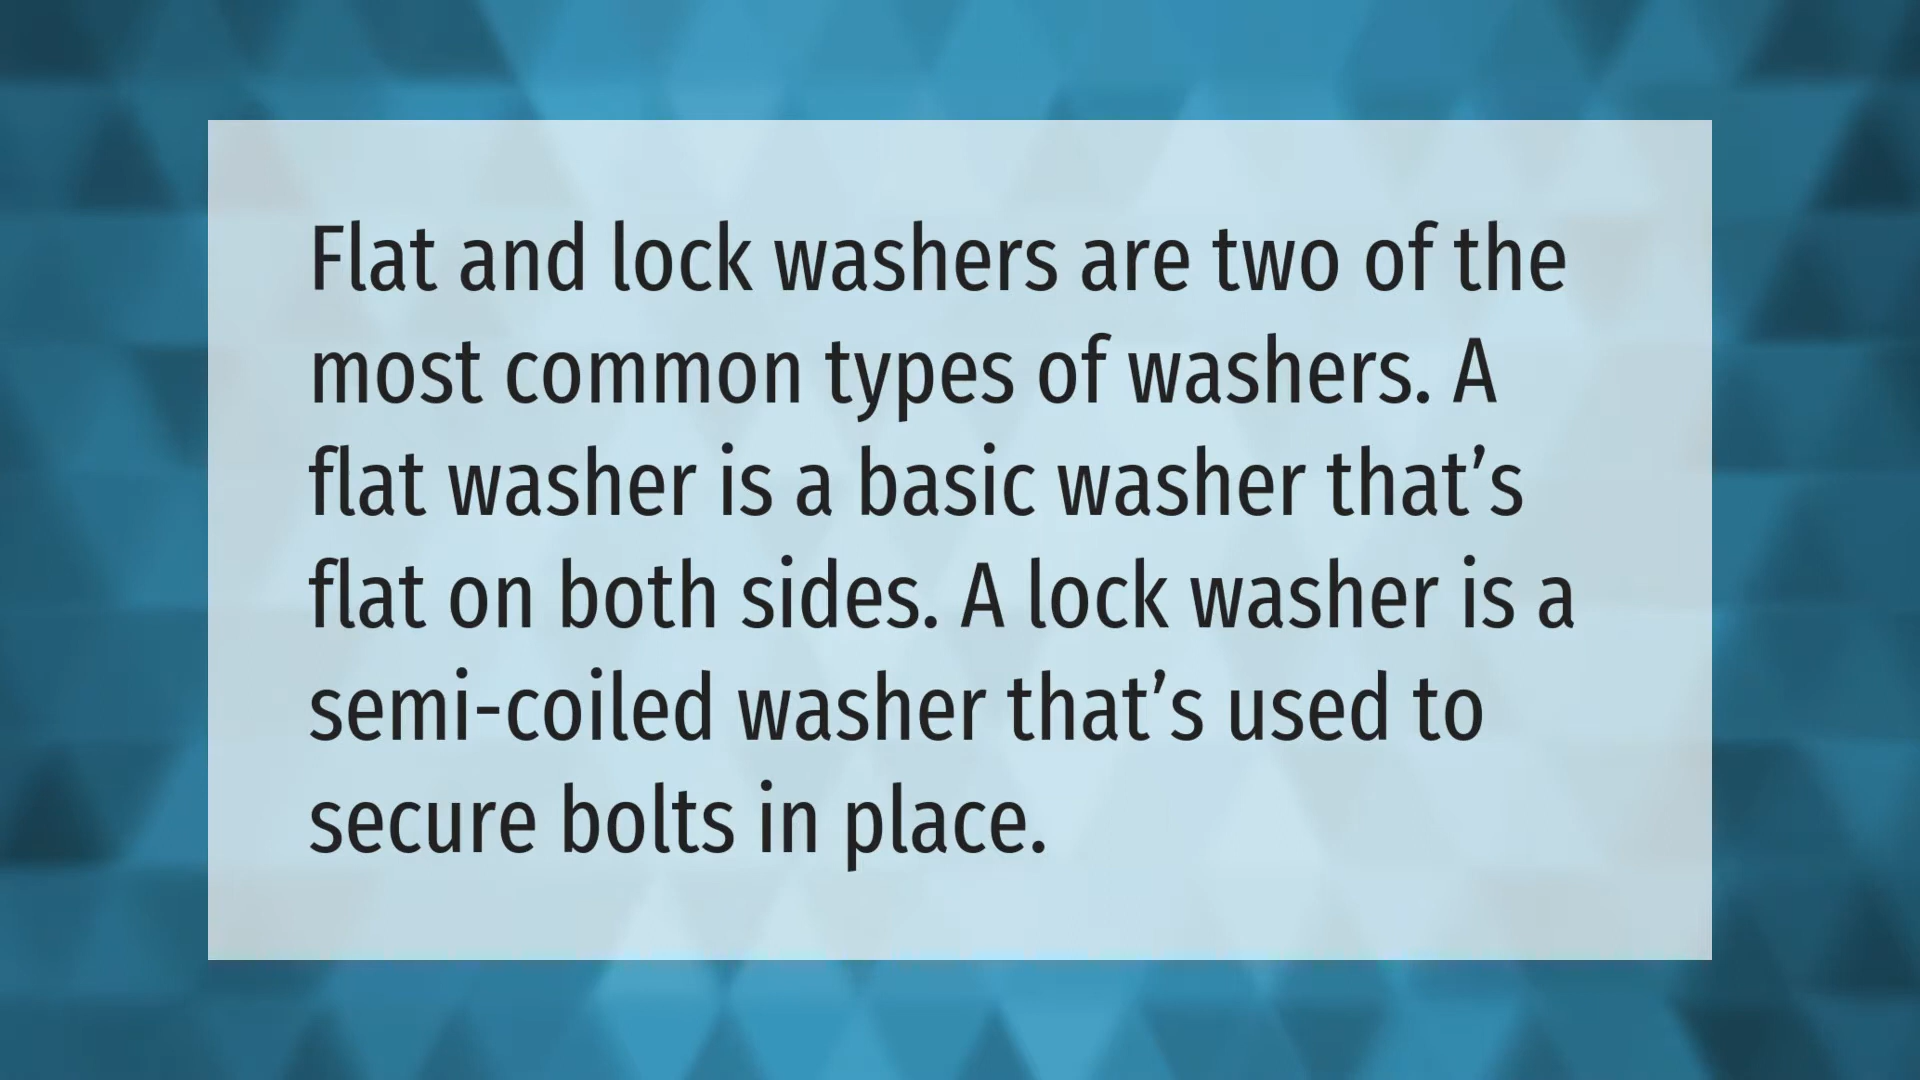 Flat and lock washers are two of the
most common types of washers. A
flat washer is a basic washer that’s
flat on both sides. A lock washer is a
semi-coiled washer that’s used to
secure bolts in place.